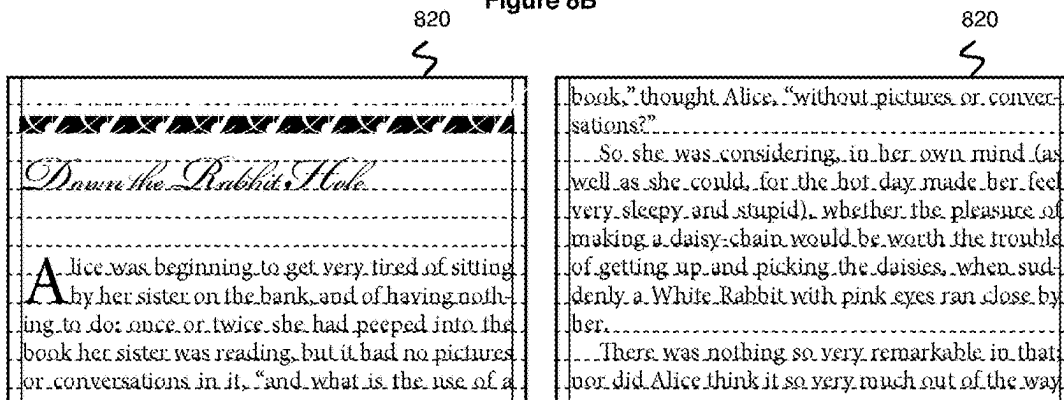 Figure 8B
820
820
Down the Rabbit Hole
Alice was beginning to get very tired of sitting
by her sister on the bank, and of having noth-
ing to do: once or twice she had peeped into the
book her sister was reading, but it had no pictures
or conversations in it, “and what is the use of a
book,” thought Alice, “without pictures or conver-
sations?”
So she was considering, in her own mind (as
well as she could, for the hot day made her feel
very sleepy and stupid), whether the pleasure of
making a daisy-chain would be worth the trouble
of getting up and picking the daisies, when sud-
denly a White Rabbit with pink eyes ran close by
her.
There was nothing so very remarkable in that;
nor did Alice think it so very much out of the way